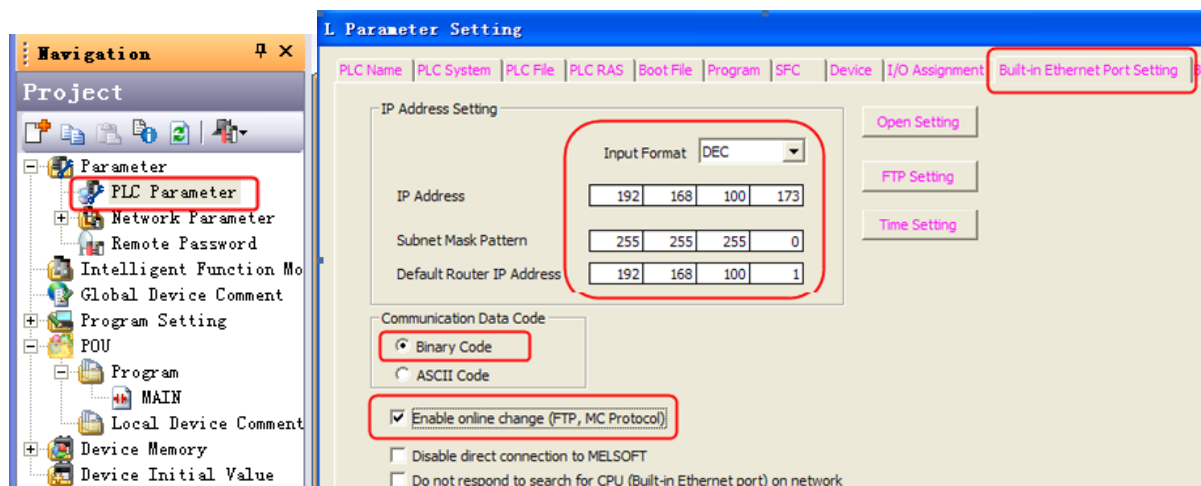 Navigation
Project
Parameter
PLC Parameter
Network Parameter
Remote Password
Intelligent Function Mo
Global Device Comment
Program Setting
POU
Program
MAIN
Local Device Comment
Device Memory
Device Initial Value
L Parameter Setting
PLC Name PLC System PLC File PLC RAS Boot File Program SFC Device I/O Assignment Built-in Ethernet Port Setting
IP Address Setting
Input Format DEC
IP Address 192 168 100 173
Subnet Mask Pattern 255 255 255 0
Default Router IP Address 192 168 100 1
Open Setting
FTP Setting
Time Setting
Communication Data Code
Binary Code
ASCII Code
Enable online change (FTP, MC Protocol)
Disable direct connection to MELSOFT
Do not respond to search for CPU (Built-in Ethernet port) on network